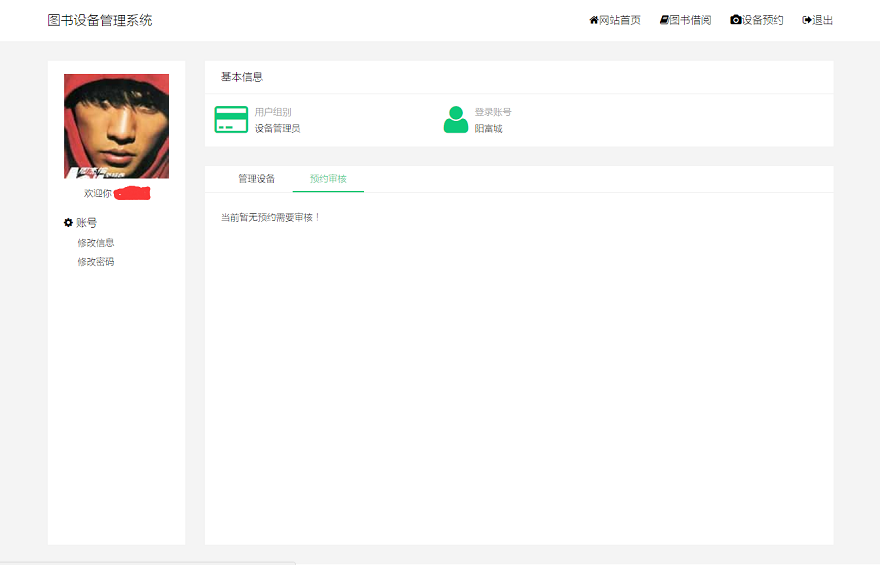 图书设备管理系统
网站首页 图书借阅 设备预约 退出
欢迎你
账号
修改信息
修改密码
基本信息
用户组别
设备管理员
登录账号
阳富城
管理设备 预约审核
当前暂无预约需要审核！